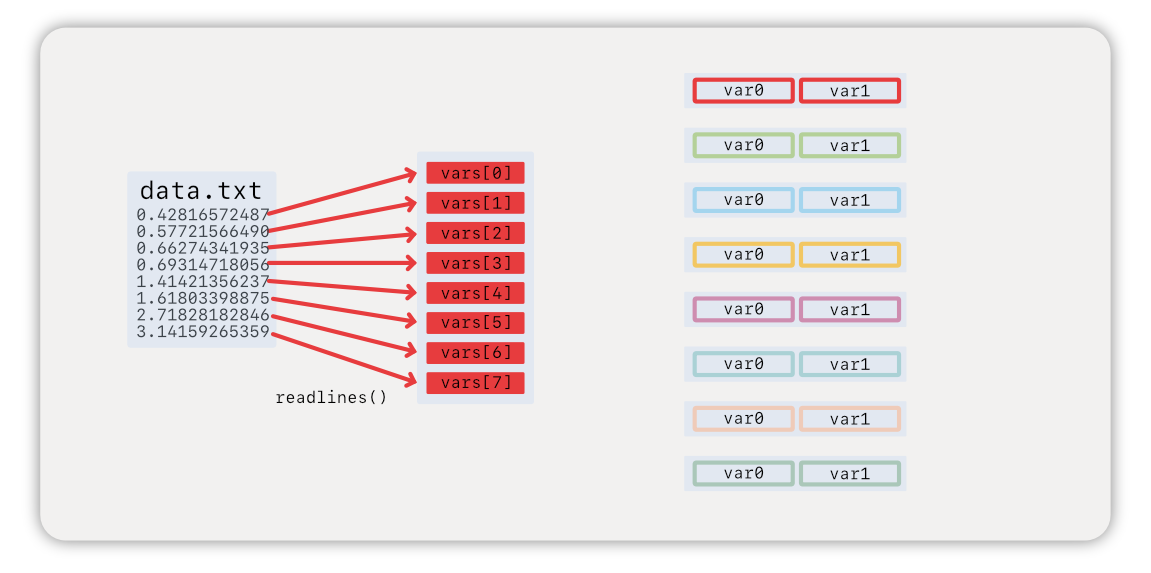 data.txt
0.42816572487
0.57721566490
0.66274341935
0.69314718056
1.41421356237
1.61803398875
2.71828182846
3.14159265359
readlines()
vars[0]
vars[1]
vars[2]
vars[3]
vars[4]
vars[5]
vars[6]
vars[7]
var0 var1
var0 var1
var0 var1
var0 var1
var0 var1
var0 var1
var0 var1
var0 var1